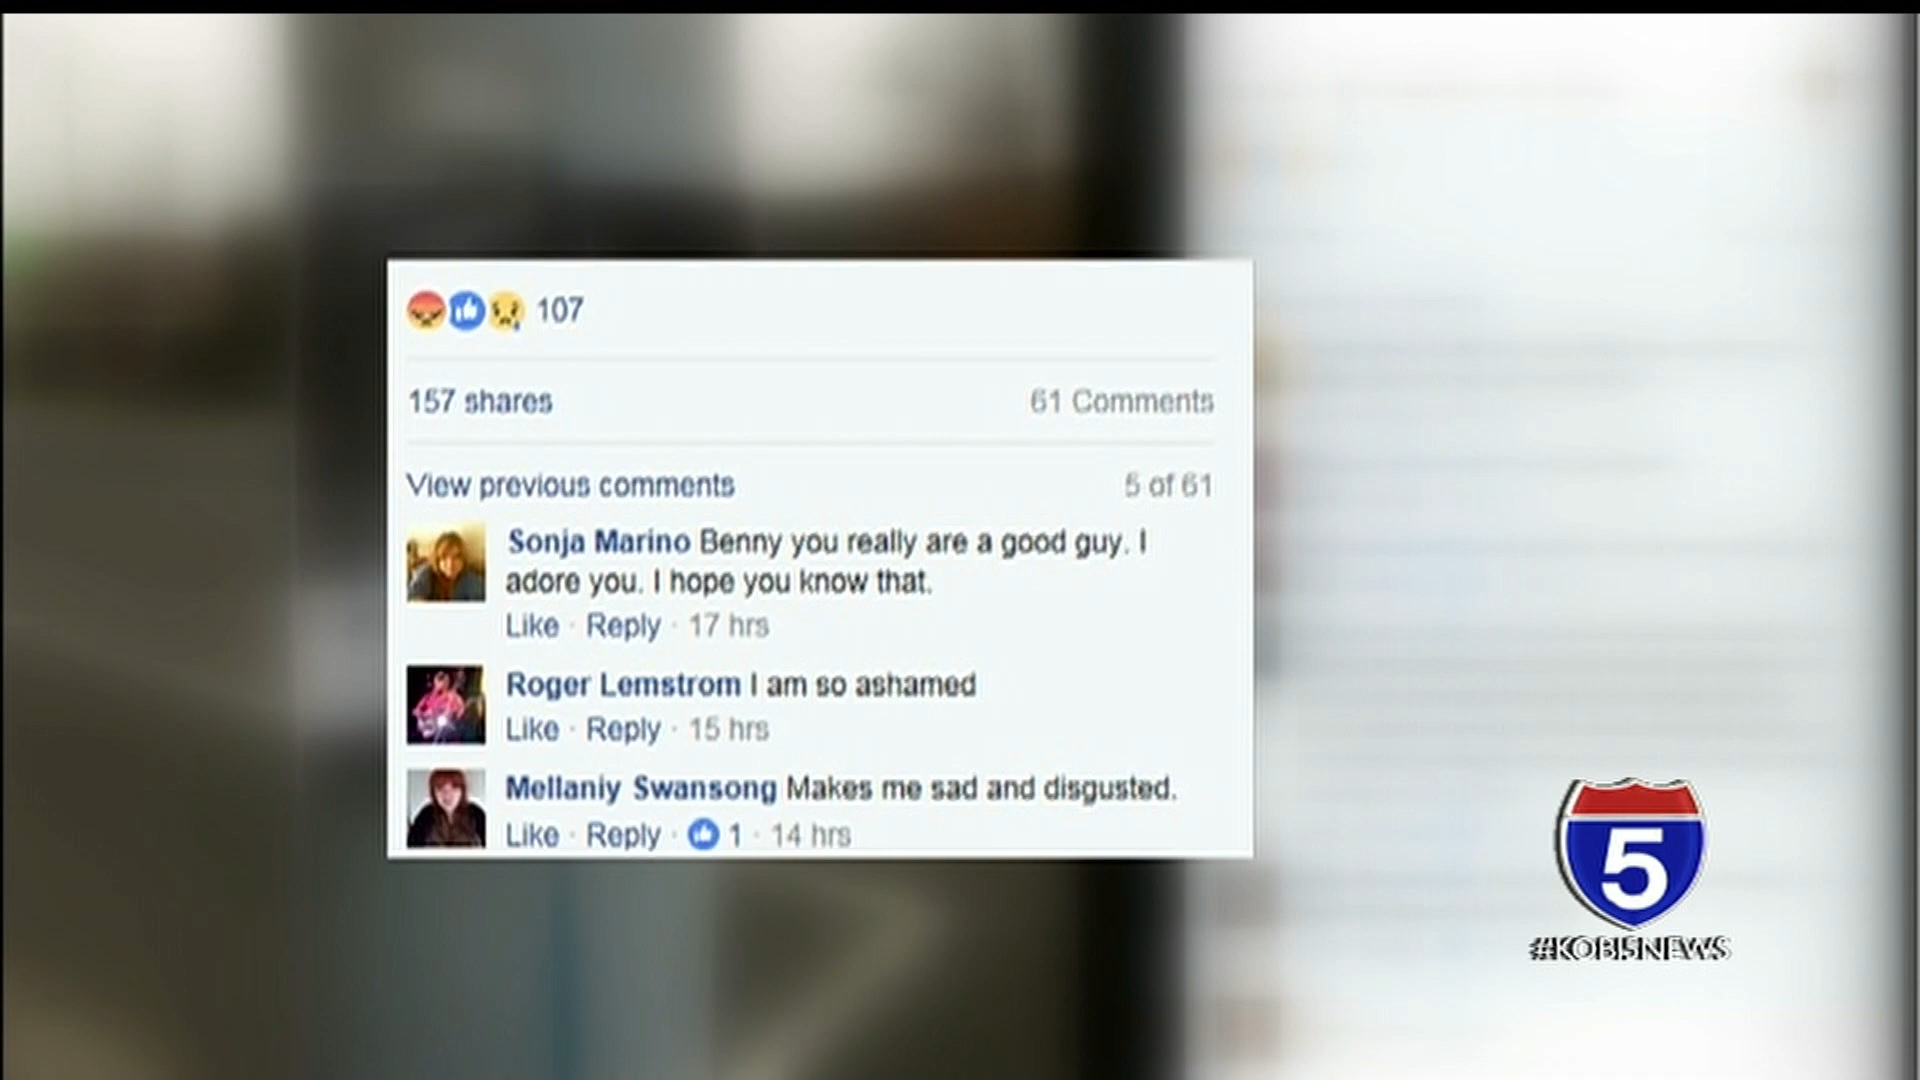 107
157 shares
61 Comments
View previous comments
5 of 61
Sonja Marino Benny you really are a good guy. I
adore you. I hope you know that.
Like · Reply · 17 hrs
Roger Lemstrom I am so ashamed
Like · Reply · 15 hrs
Mellaniy Swansong Makes me sad and disgusted.
Like · Reply · 1 · 14 hrs
5
#KOBI5NEWS